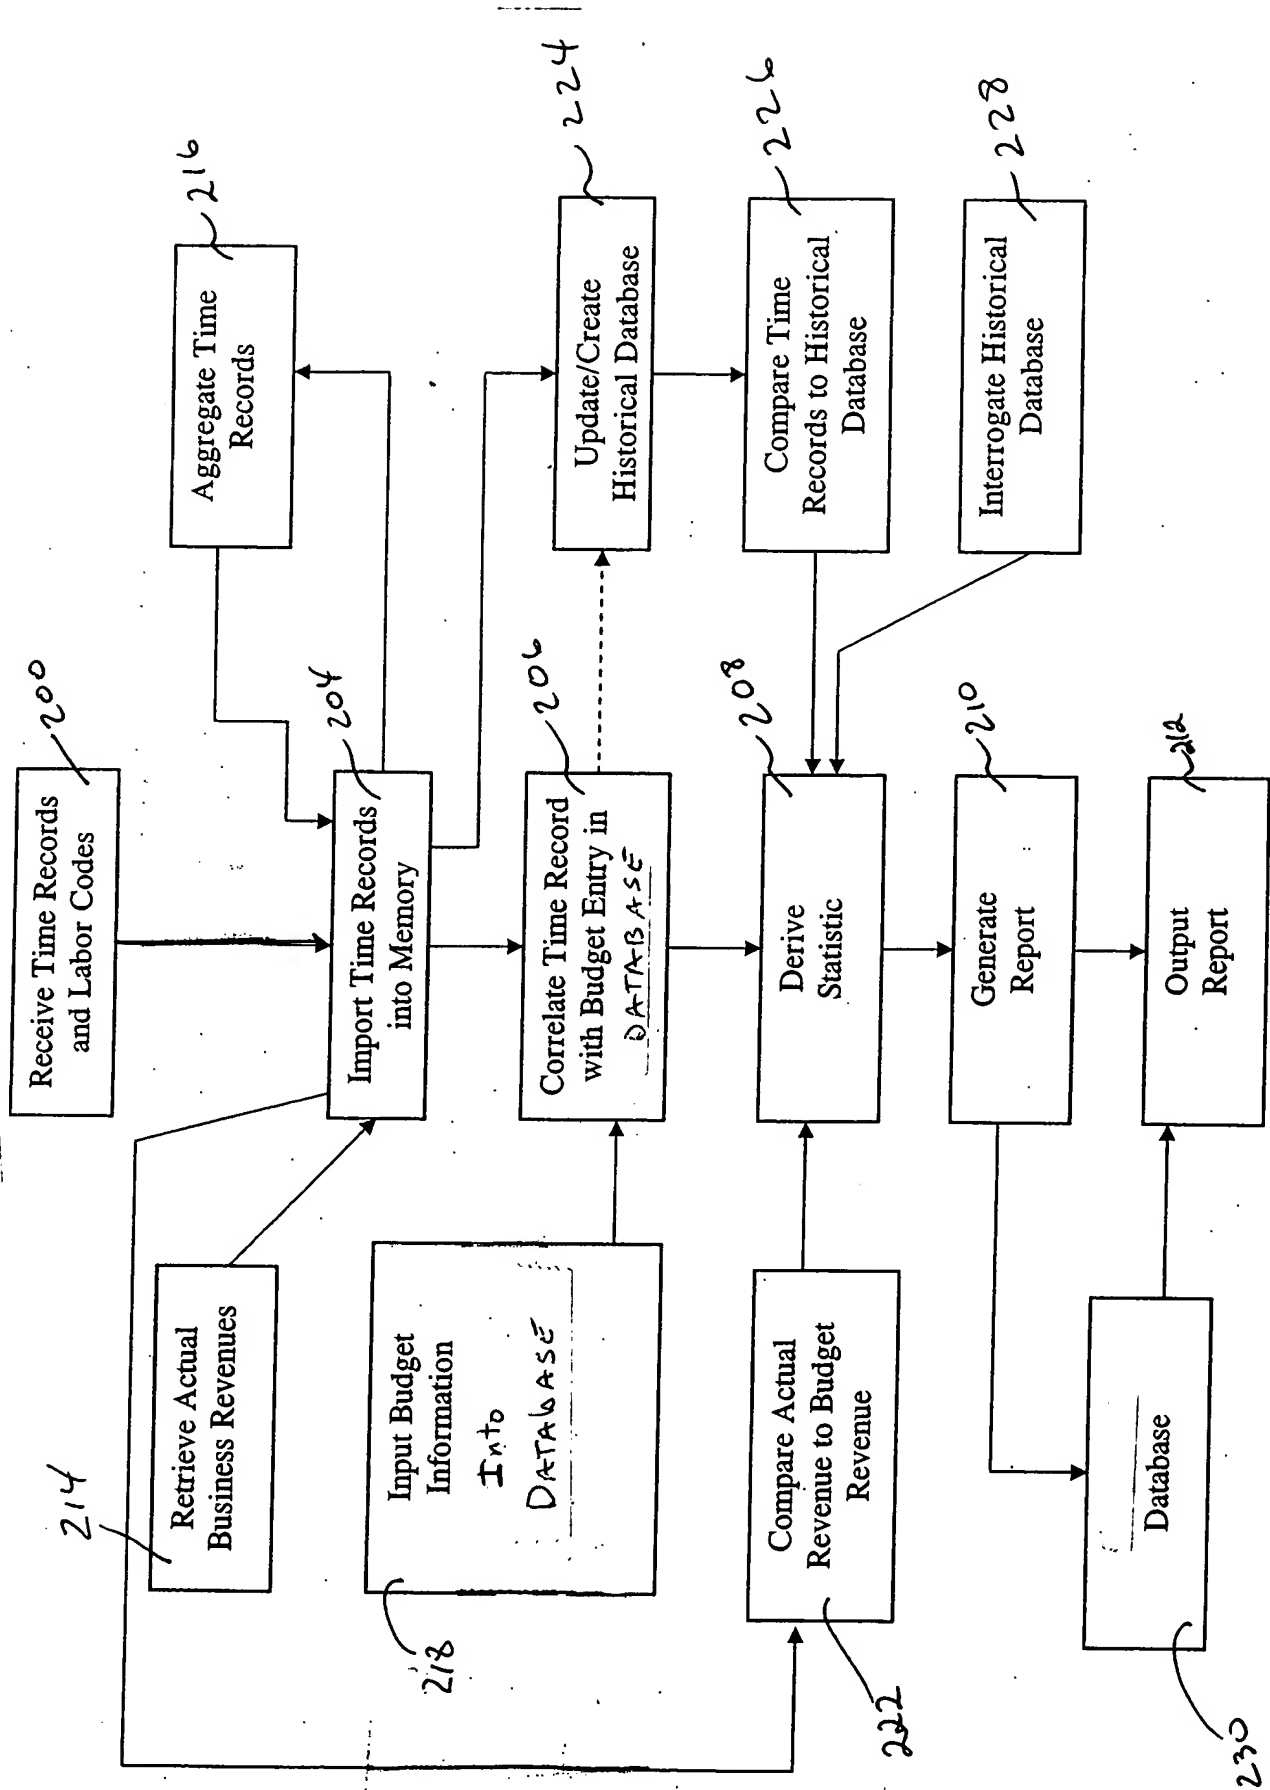 200
Receive Time Records
and Labor Codes
216
Aggregate Time
Records
214
Retrieve Actual
Business Revenues
204
Import Time Records
into Memory
218
Input Budget
Information
Into
DATABASE
206
Correlate Time Record
with Budget Entry in
DATABASE
224
Update/Create
Historical Database
222
Compare Actual
Revenue to Budget
Revenue
208
Derive
Statistic
226
Compare Time
Records to Historical
Database
210
Generate
Report
228
Interrogate Historical
Database
230
Database
212
Output
Report